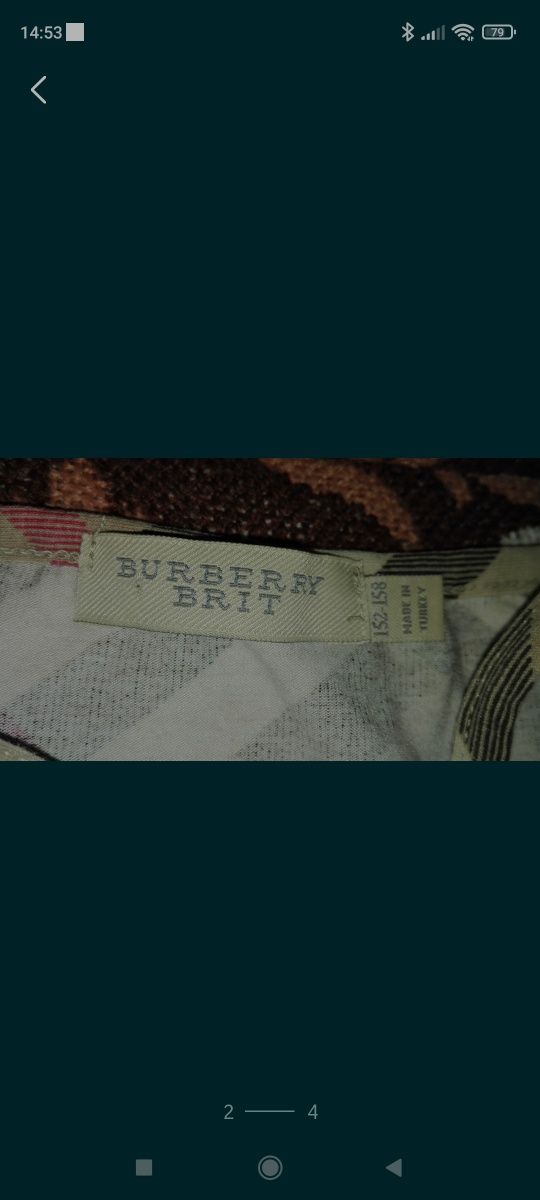 14:53
79
BURBERRY
BRIT
152-158
MADE IN
TURKEY
2
4